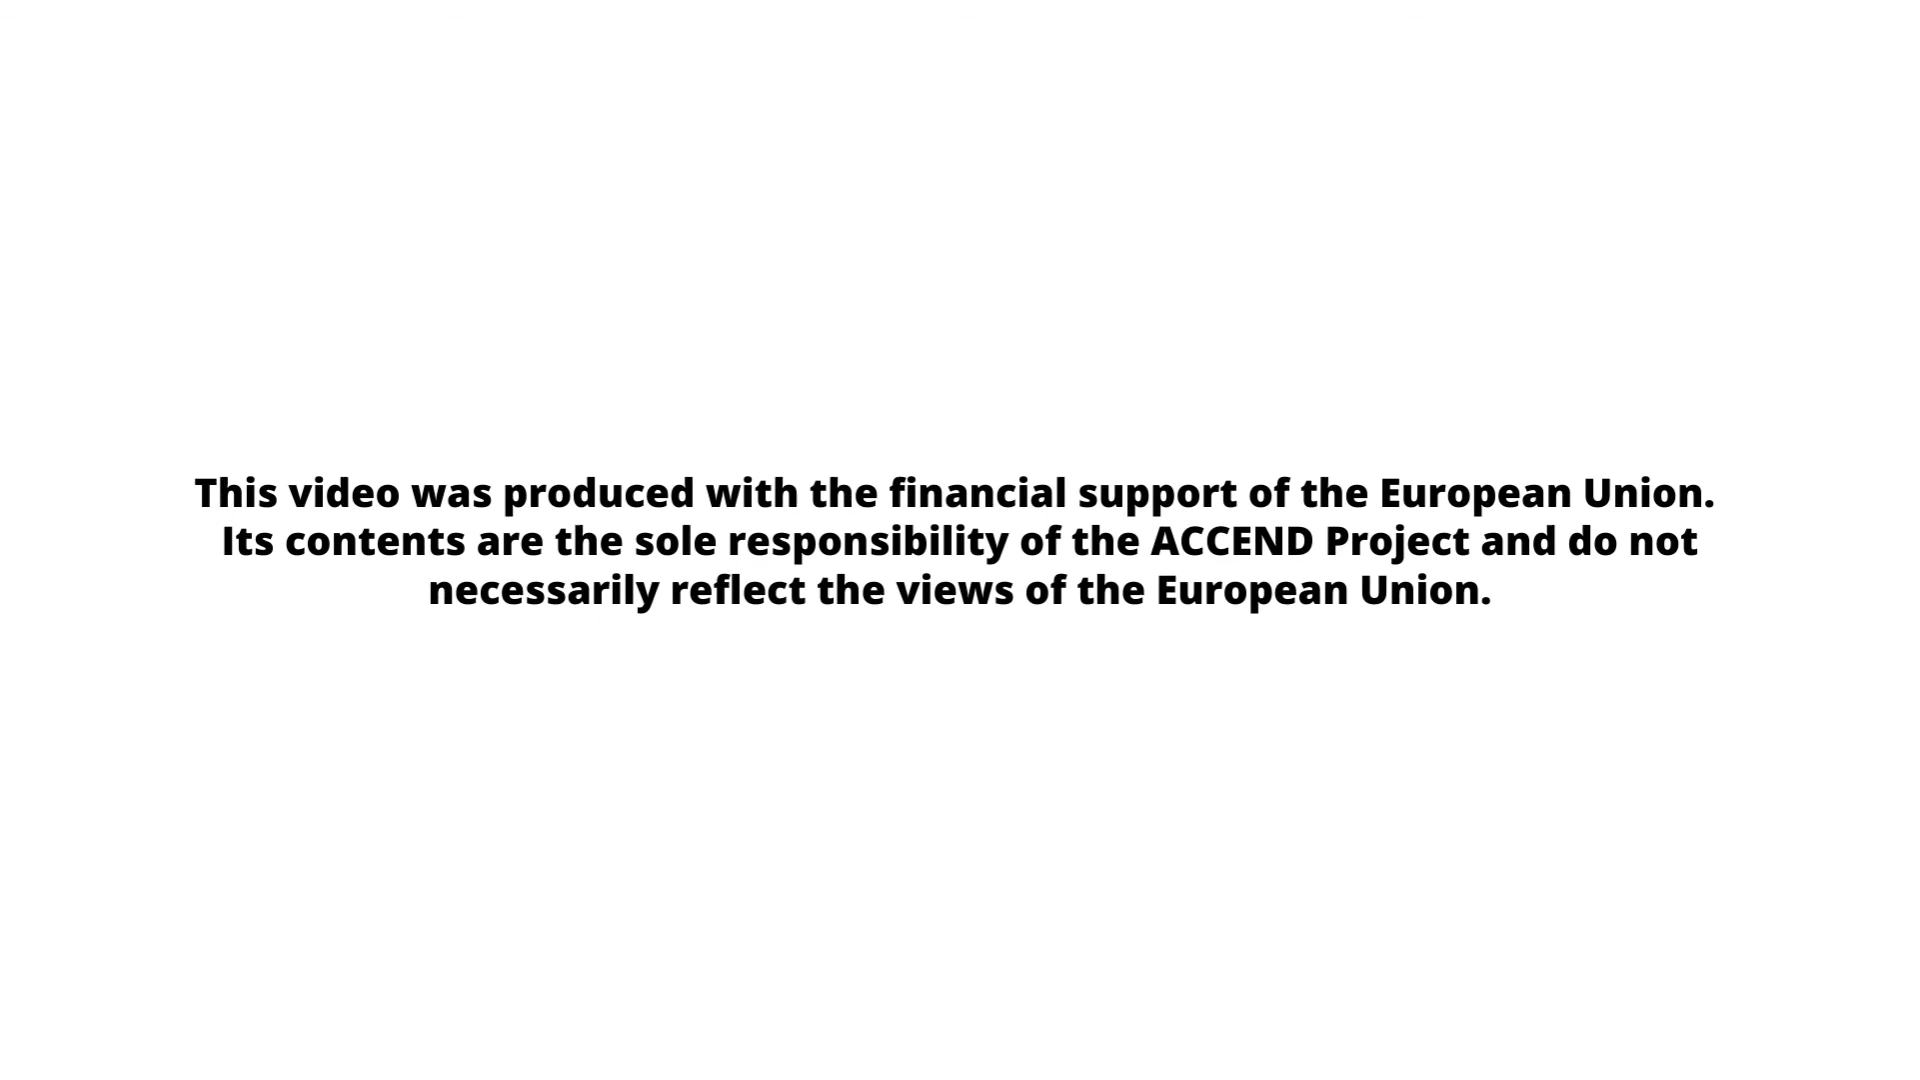 This video was produced with the financial support of the European Union.
Its contents are the sole responsibility of the ACCEND Project and do not
necessarily reflect the views of the European Union.